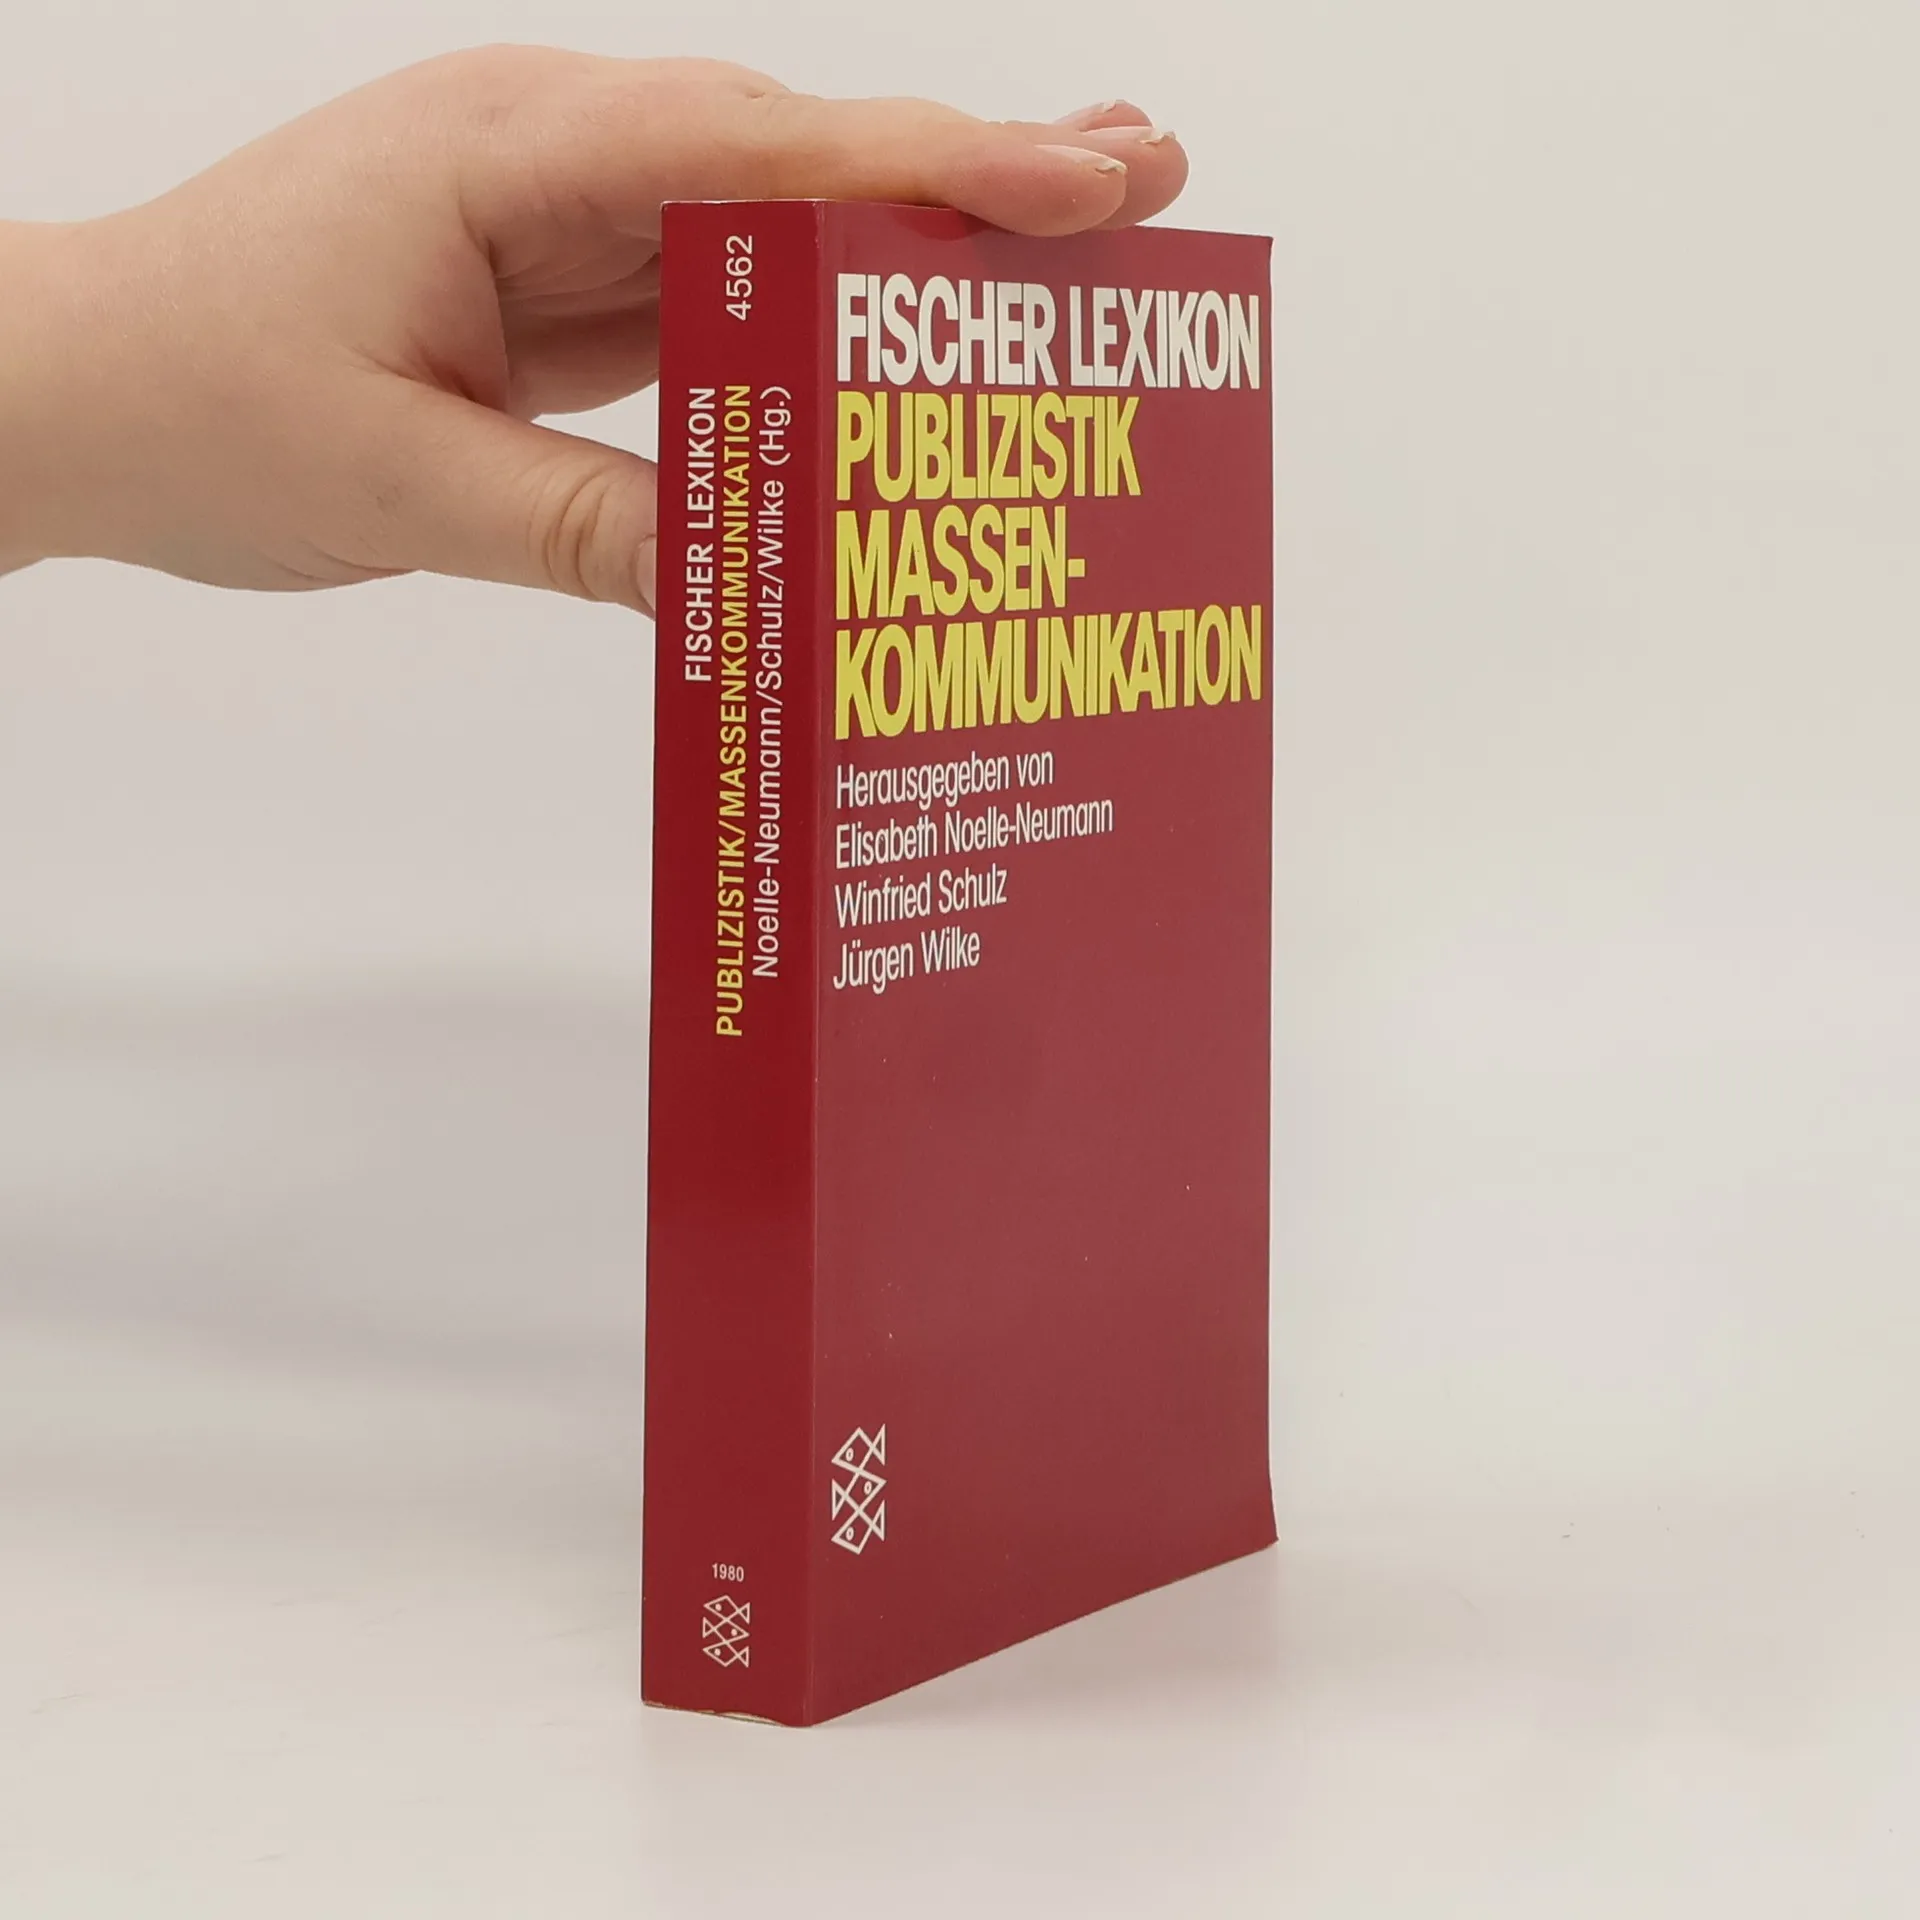 4562
FISCHER LEXIKON
PUBLIZISTIK/MASSENKOMMUNIKATION
Noelle-Neumann/Schulz/Wilke (Hg.)
1980
FISCHER LEXIKON
PUBLIZISTIK
MASSEN-
KOMMUNIKATION
Herausgegeben von
Elisabeth Noelle-Neumann
Winfried Schulz
Jürgen Wilke